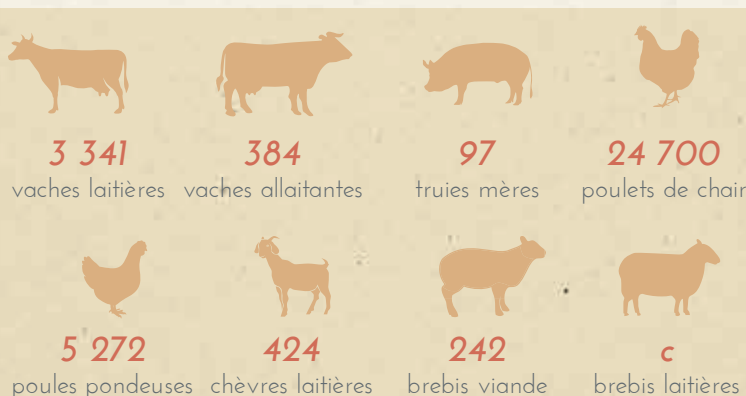 3 341 384 97 24 700
vaches laitières vaches allaitantes truies mères poulets de chair
5 272 424 242 c
poules pondeuses chèvres laitières brebis viande brebis laitières